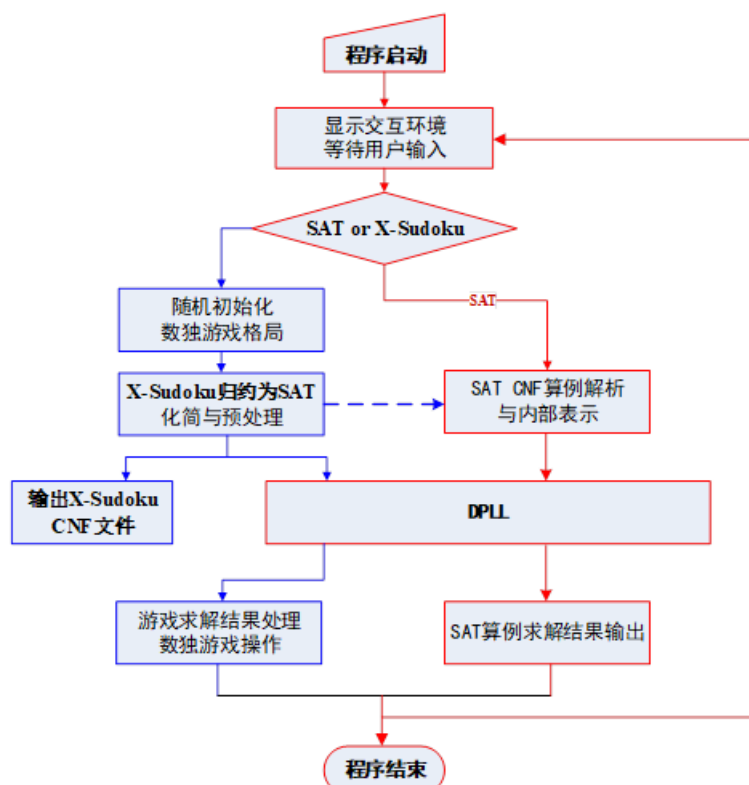 程序启动
显示交互环境
等待用户输入
SAT or X-Sudoku
随机初始化
数独游戏格局
SAT
X-Sudoku归约为SAT
化简与预处理
SAT CNF算例解析
与内部表示
输出X-Sudoku
CNF文件
DPLL
游戏求解结果处理
数独游戏操作
SAT算例求解结果输出
程序结束